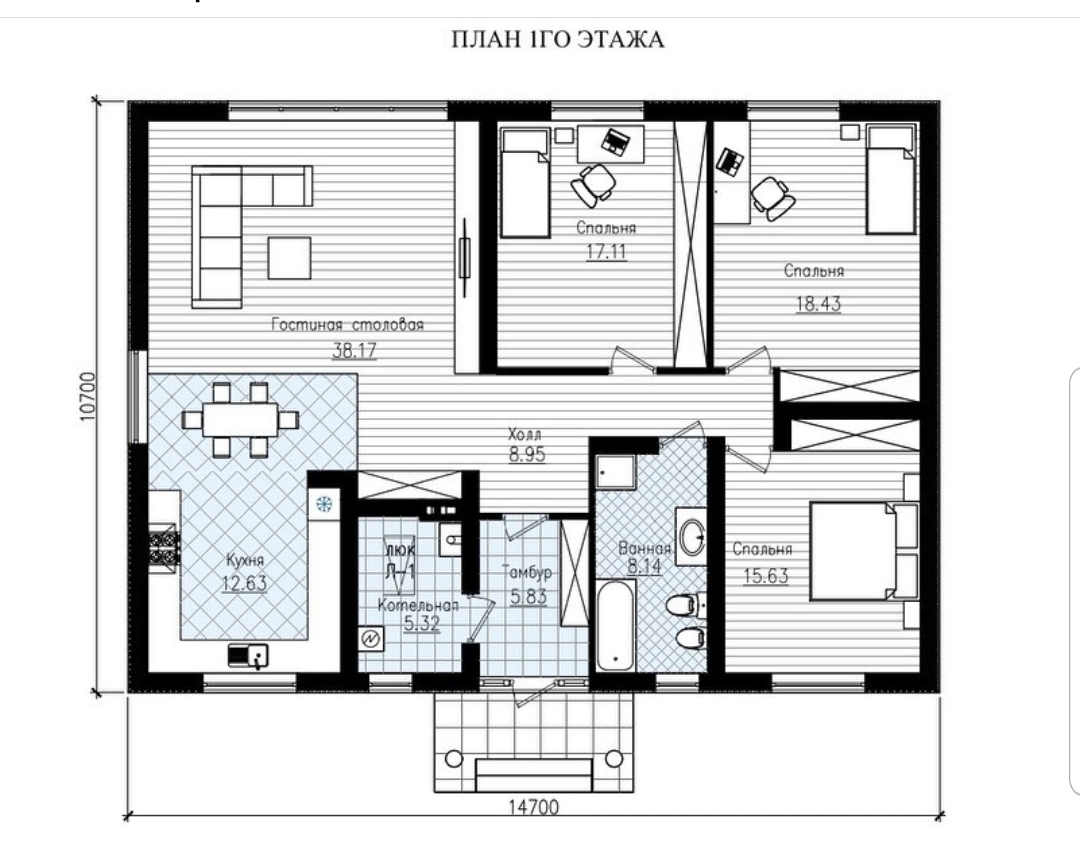 ПЛАН 1ГО ЭТАЖА
10700
Гостиная столовая
38.17
Спальня
17.11
Спальня
18.43
Холл
8.95
Кухня
12.63
люк
Л-1
Котельная
5.32
Тамбур
5.83
Ванная
8.14
Спальня
15.63
14700